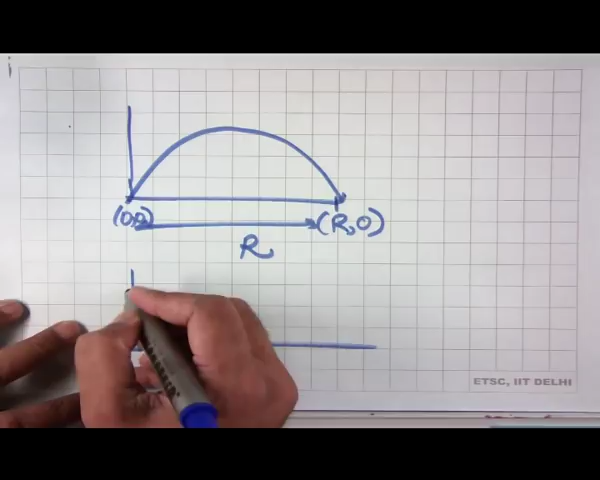 (0,0) (R,0)
R
ETSC, IIT DELHI